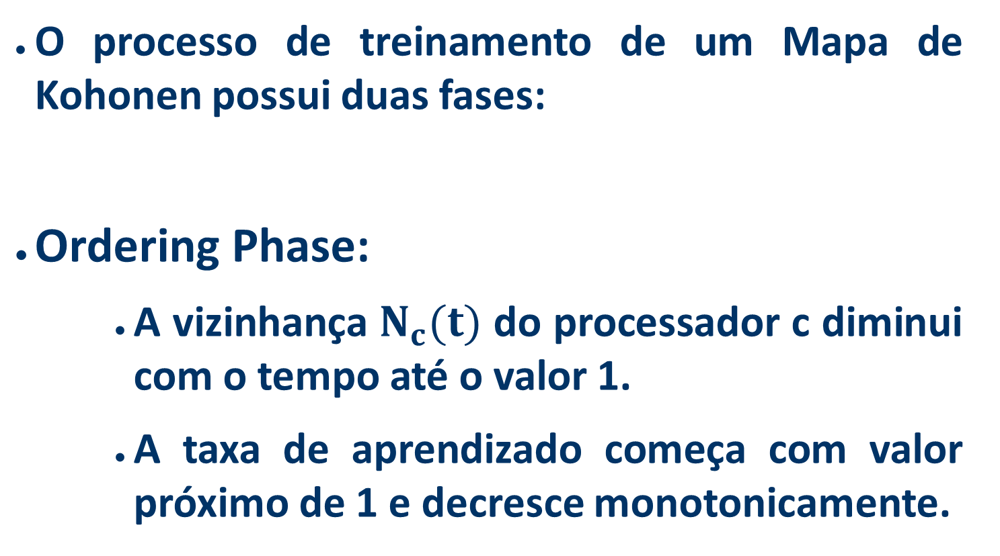 • O processo de treinamento de um Mapa de
Kohonen possui duas fases:
• Ordering Phase:
• A vizinhança N_c(t) do processador c diminui
com o tempo até o valor 1.
• A taxa de aprendizado começa com valor
próximo de 1 e decresce monotonicamente.